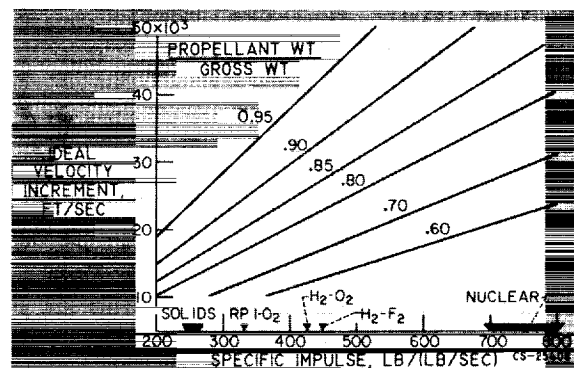 50×10³
PROPELLANT WT
GROSS WT
40
0.95
.90
IDEAL
VELOCITY
INCREMENT,
FT/SEC
30
.85
.80
.70
20
.60
10
H₂-O₂
NUCLEAR
SOLIDS
RP 1-O₂
H₂-F₂
200 300 400 500 600 700 800
SPECIFIC IMPULSE, LB/(LB/SEC)